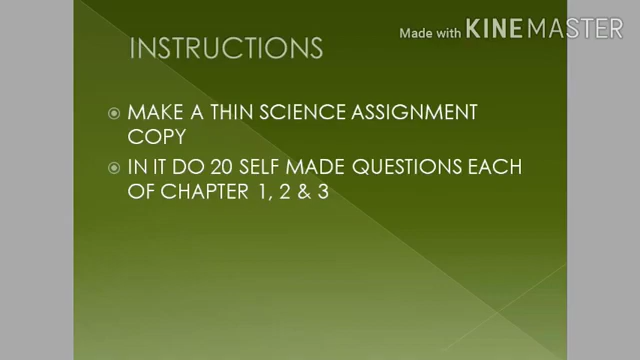 Made with KINEMASTER
INSTRUCTIONS
MAKE A THIN SCIENCE ASSIGNMENT
COPY
IN IT DO 20 SELF MADE QUESTIONS EACH
OF CHAPTER 1, 2 & 3